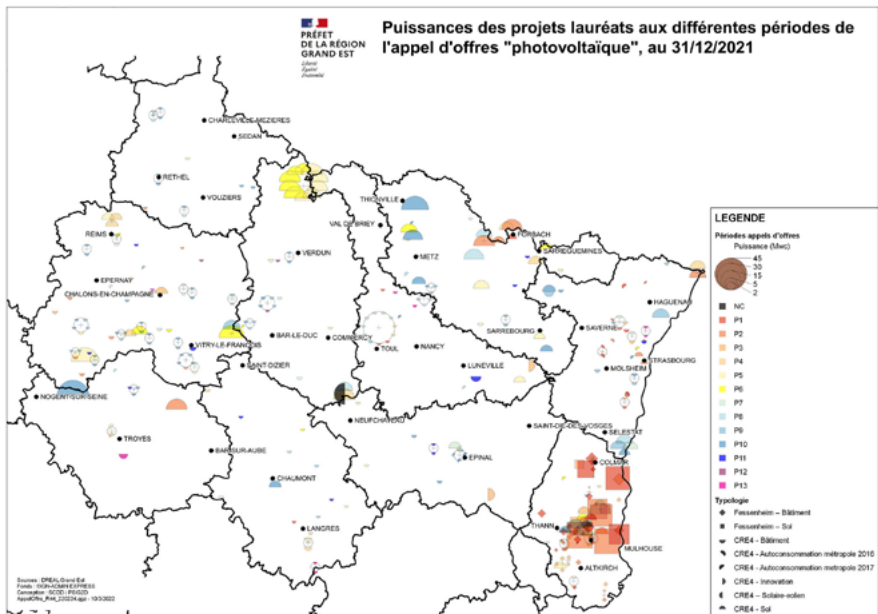 PRÉFET
DE LA RÉGION
GRAND EST
Liberté
Égalité
Fraternité
Puissances des projets lauréats aux différentes périodes de
l'appel d'offres "photovoltaïque", au 31/12/2021
CHARLEVILLE-MEZIERES
SEDAN
RETHEL
VOUZIERS
THIONVILLE
VAL DE BRIEY
FORBACH
REIMS
SARREGUEMINES
VERDUN
METZ
EPERNAY
CHALONS-EN-CHAMPAGNE
HAGUENAU
SAVERNE
SARREBOURG
BAR-LE-DUC
COMMERCY
VITRY-LE-FRANCOIS
TOUL
NANCY
STRASBOURG
SAINT-DIZIER
LUNEVILLE
MOLSHEIM
NOGENT-SUR-SEINE
NEUFCHATEAU
SAINT-DIE-DES-VOSGES
SELESTAT
TROYES
BAR-SUR-AUBE
EPINAL
COLMAR
CHAUMONT
LANGRES
THANN
MULHOUSE
ALTKIRCH
LEGENDE
Périodes appels d'offres
Puissance (Mwc)
45
30
15
5
2
NC
P1
P2
P3
P4
P5
P6
P7
P8
P9
P10
P11
P12
P13
Typologie
Fessenheim – Bâtiment
Fessenheim – Sol
CRE4 - Bâtiment
CRE4 - Autoconsommation métropole 2016
CRE4 - Autoconsommation métropole 2017
CRE4 - Innovation
CRE4 – Solaire-eolien
CRE4 - Sol
Sources : DREAL Grand Est